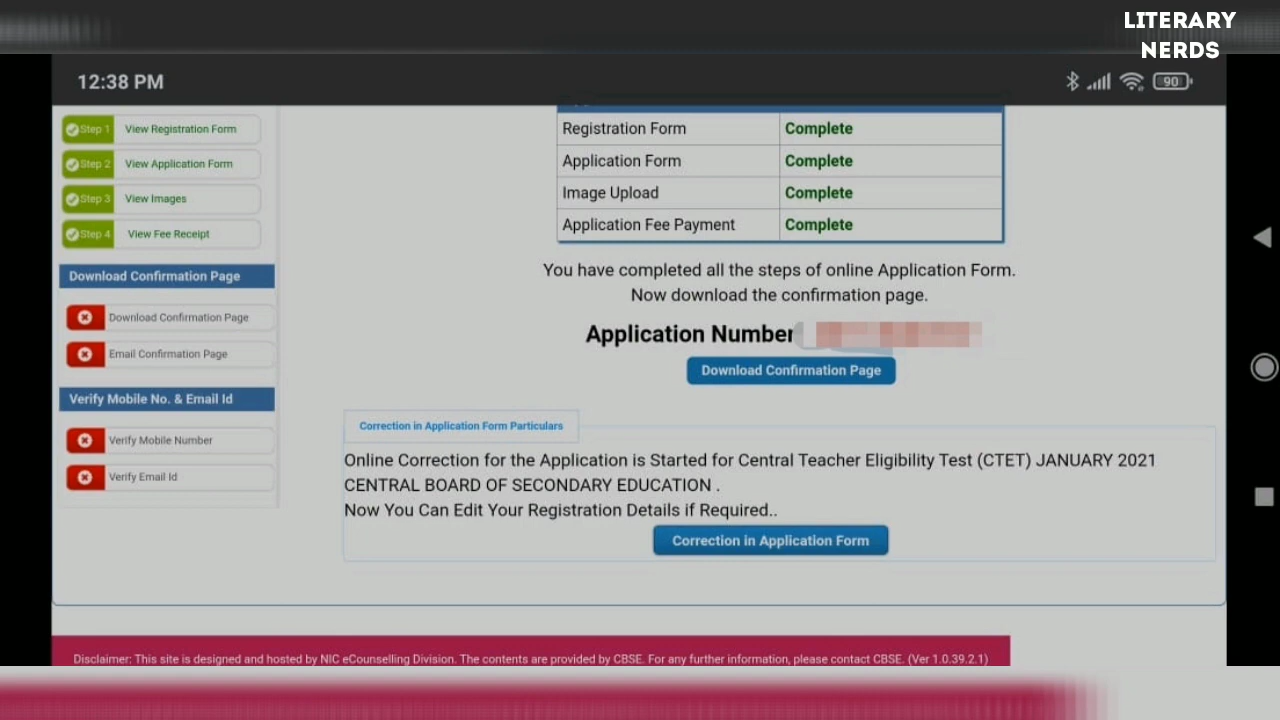 LITERARY
NERDS
12:38 PM
90
Step 1 View Registration Form
Step 2 View Application Form
Step 3 View Images
Step 4 View Fee Receipt
Download Confirmation Page
Download Confirmation Page
Email Confirmation Page
Verify Mobile No. & Email Id
Verify Mobile Number
Verify Email Id
Registration Form Complete
Application Form Complete
Image Upload Complete
Application Fee Payment Complete
You have completed all the steps of online Application Form.
Now download the confirmation page.
Application Number
Download Confirmation Page
Correction in Application Form Particulars
Online Correction for the Application is Started for Central Teacher Eligibility Test (CTET) JANUARY 2021
CENTRAL BOARD OF SECONDARY EDUCATION .
Now You Can Edit Your Registration Details if Required..
Correction in Application Form
Disclaimer: This site is designed and hosted by NIC eCounselling Division. The contents are provided by CBSE. For any further information, please contact CBSE. (Ver 1.0.39.2.1)